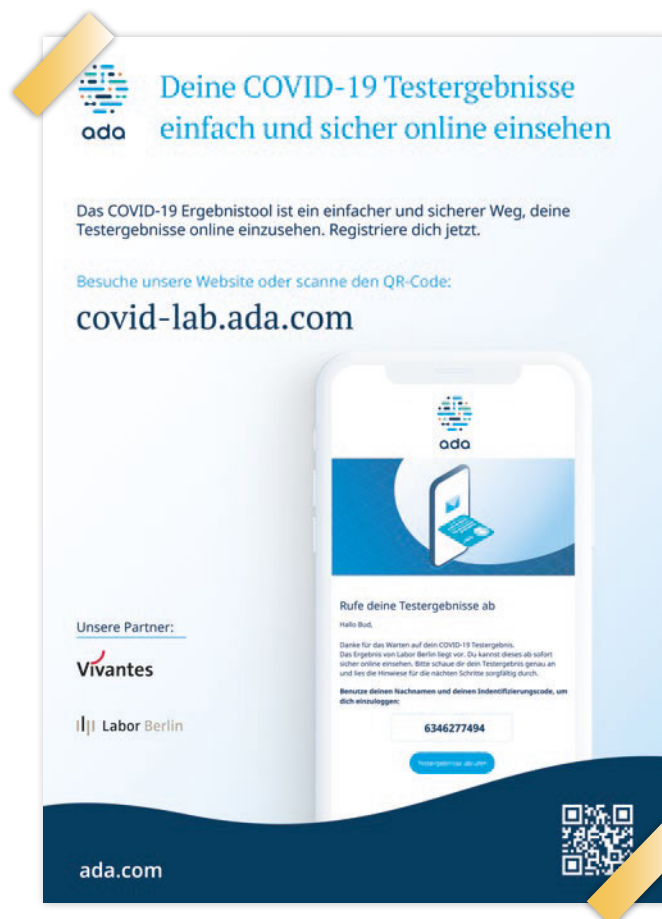 ada
Deine COVID-19 Testergebnisse
einfach und sicher online einsehen
Das COVID-19 Ergebnistool ist ein einfacher und sicherer Weg, deine
Testergebnisse online einzusehen. Registriere dich jetzt.
Besuche unsere Website oder scanne den QR-Code:
covid-lab.ada.com
ada
Rufe deine Testergebnisse ab
Hallo Bud,
Danke für das Warten auf dein COVID-19 Testergebnis.
Das Ergebnis von Labor Berlin liegt vor. Du kannst dieses ab sofort
sicher online einsehen. Bitte schaue dir dein Testergebnis genau an
und lies die Hinwiese für die nächten Schritte sorgfältig durch.
Benutze deinen Nachnamen und deinen Indentifizierungscode, um
dich einzuloggen:
6346277494
Testergebnisse abrufen
Unsere Partner:
Vivantes
Labor Berlin
ada.com